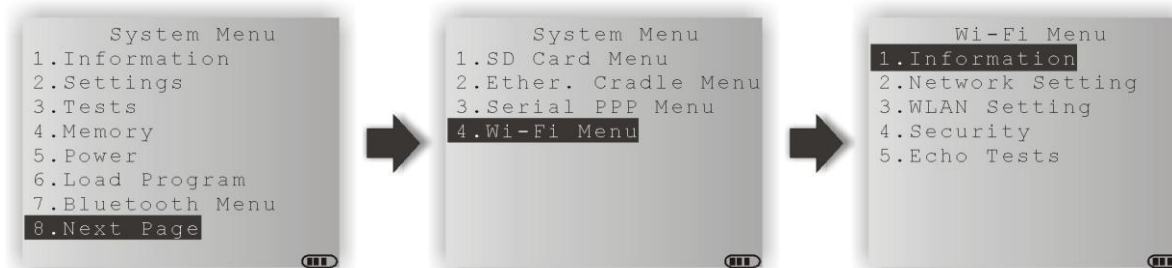 System Menu
1.Information
2.Settings
3.Tests
4.Memory
5.Power
6.Load Program
7.Bluetooth Menu
8.Next Page
System Menu
1.SD Card Menu
2.Ether. Cradle Menu
3.Serial PPP Menu
4.Wi-Fi Menu
Wi-Fi Menu
1.Information
2.Network Setting
3.WLAN Setting
4.Security
5.Echo Tests